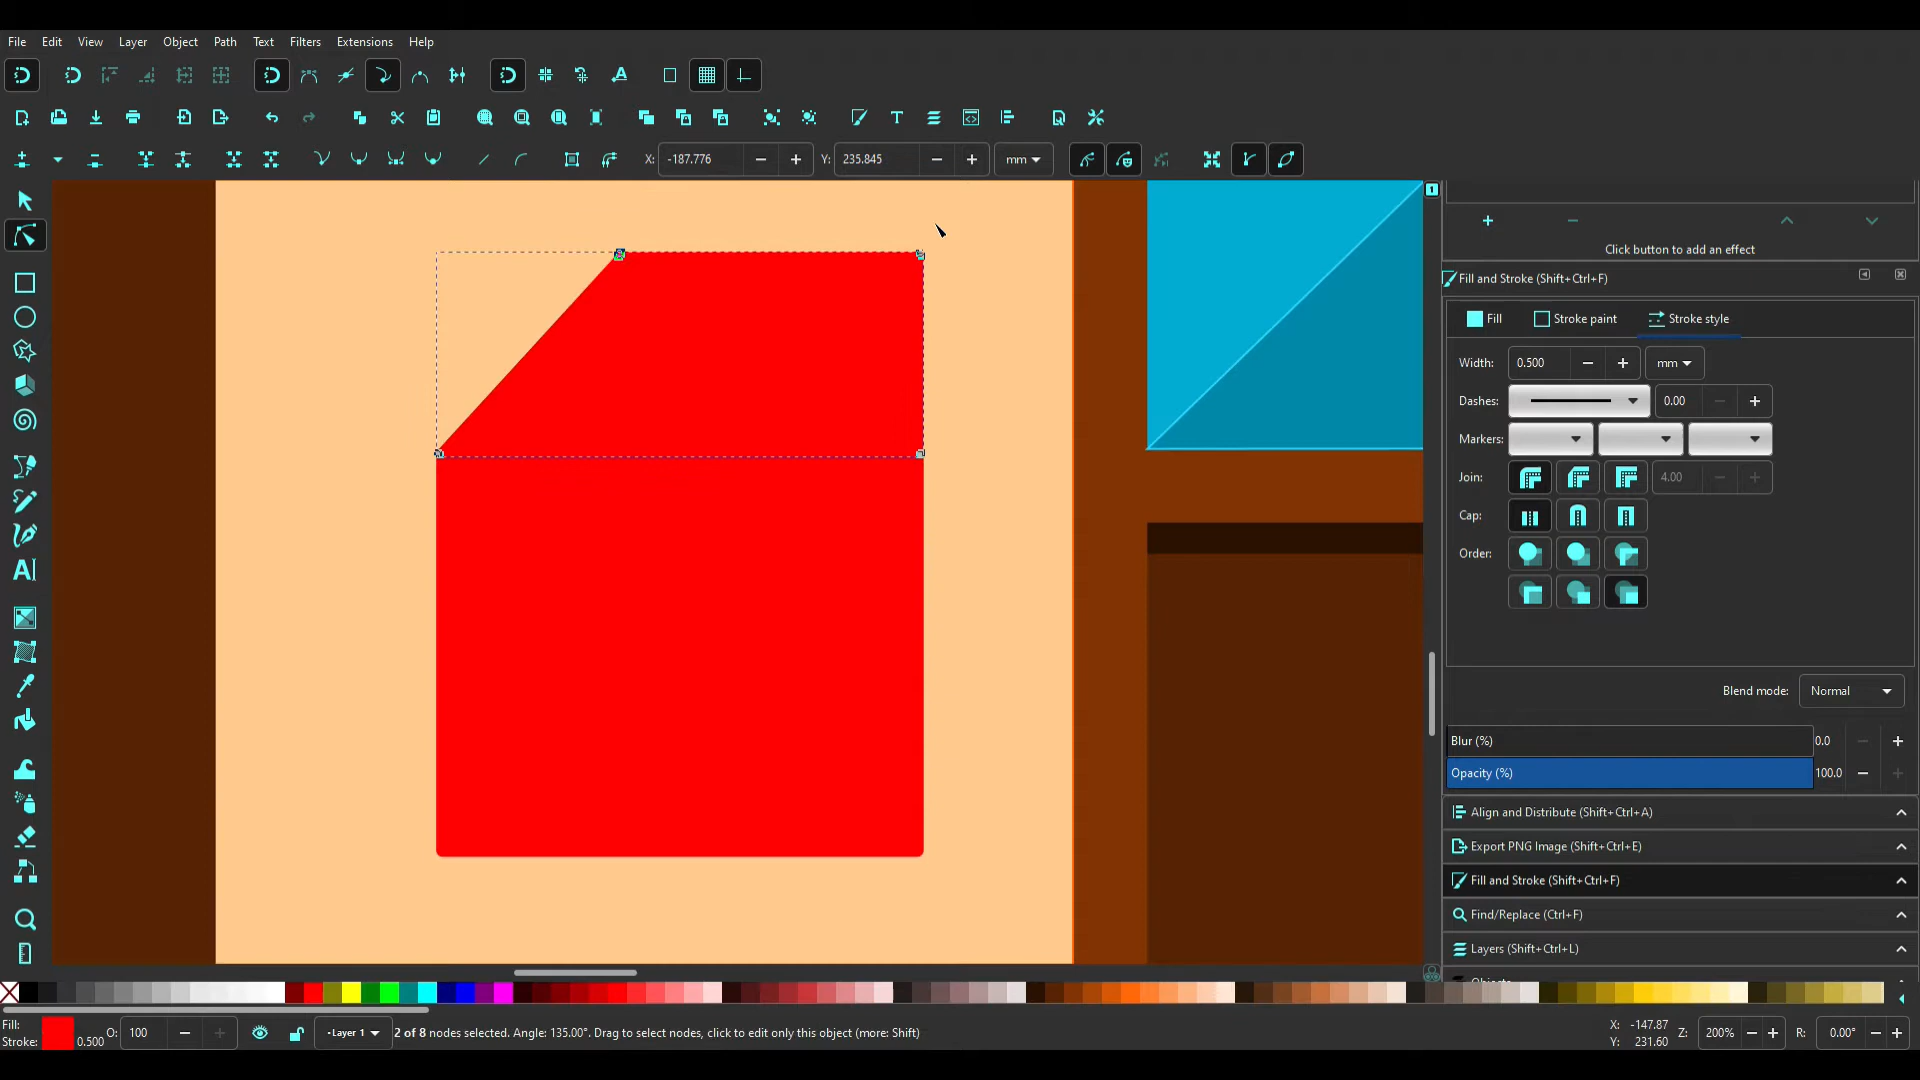 File Edit View Layer Object Path Text Filters Extensions Help
X: -187.776 Y: 235.845 mm
1
Click button to add an effect
Fill and Stroke (Shift+Ctrl+F)
Fill Stroke paint Stroke style
Width: 0.500 mm
Dashes: 0.00
Markers:
Join: 4.00
Cap:
Order:
Blend mode: Normal
Blur (%) 0.0
Opacity (%) 100.0
Align and Distribute (Shift+Ctrl+A)
Export PNG Image (Shift+Ctrl+E)
Fill and Stroke (Shift+Ctrl+F)
Find/Replace (Ctrl+F)
Layers (Shift+Ctrl+L)
Fill: O: 100 -Layer 1 2 of 8 nodes selected. Angle: 135.00°. Drag to select nodes, click to edit only this object (more: Shift) X: -147.87 Z: 200% R: 0.00°
Stroke: 0.500 Y: 231.60